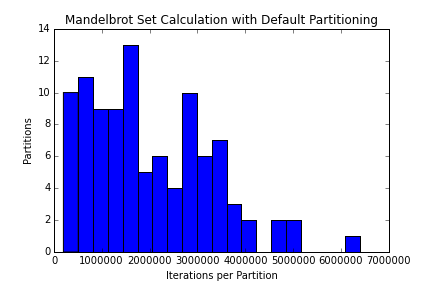 Mandelbrot Set Calculation with Default Partitioning
14
12
10
8
6
4
2
0
Partitions
0 1000000 2000000 3000000 4000000 5000000 6000000 7000000
Iterations per Partition